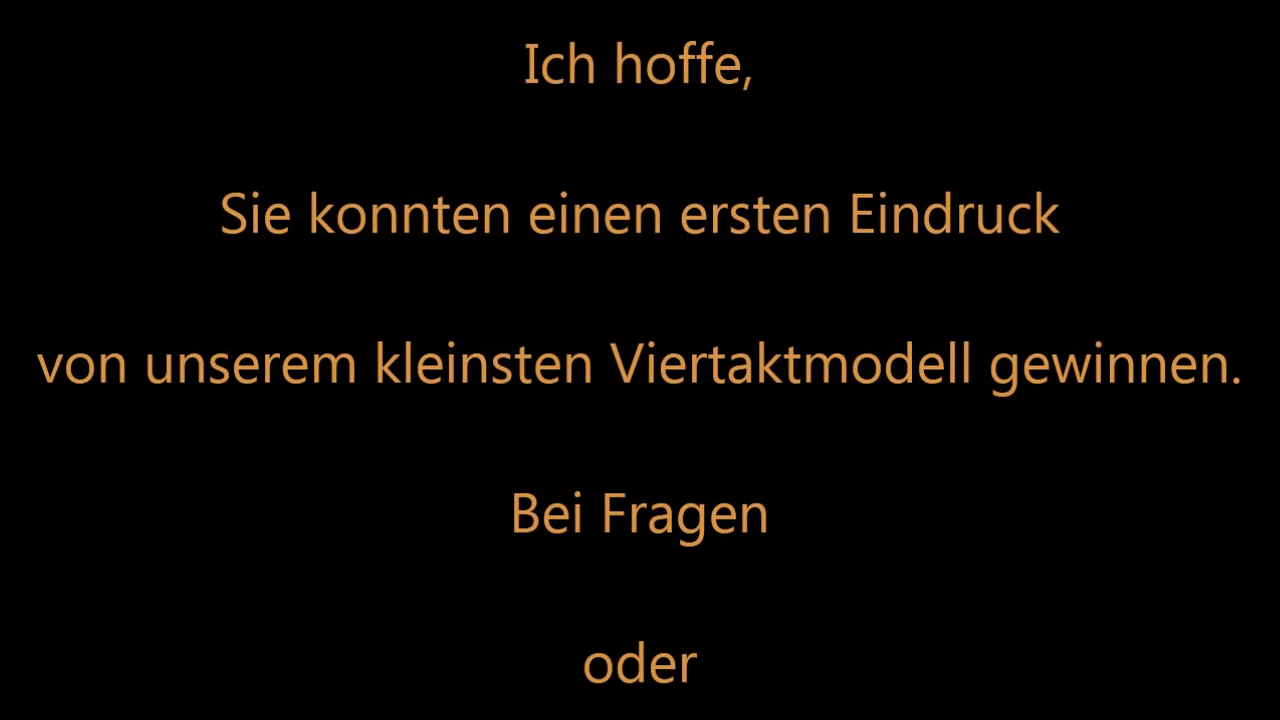 Ich hoffe,
Sie konnten einen ersten Eindruck
von unserem kleinsten Viertaktmodell gewinnen.
Bei Fragen
oder